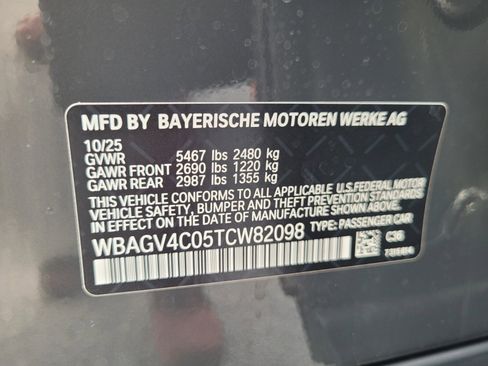 MFD BY BAYERISCHE MOTOREN WERKE AG
10/25
GVWR 5467 lbs 2480 kg
GAWR FRONT 2690 lbs 1220 kg
GAWR REAR 2987 lbs 1355 kg
THIS VEHICLE CONFORMS TO ALL APPLICABLE U.S. FEDERAL MOTOR
VEHICLE SAFETY, BUMPER, AND THEFT PREVENTION STANDARDS
IN EFFECT ON THE DATE OF MANUFACTURE SHOWN ABOVE.
WBAGV4C05TCW82098 TYPE: PASSENGER CAR
C36